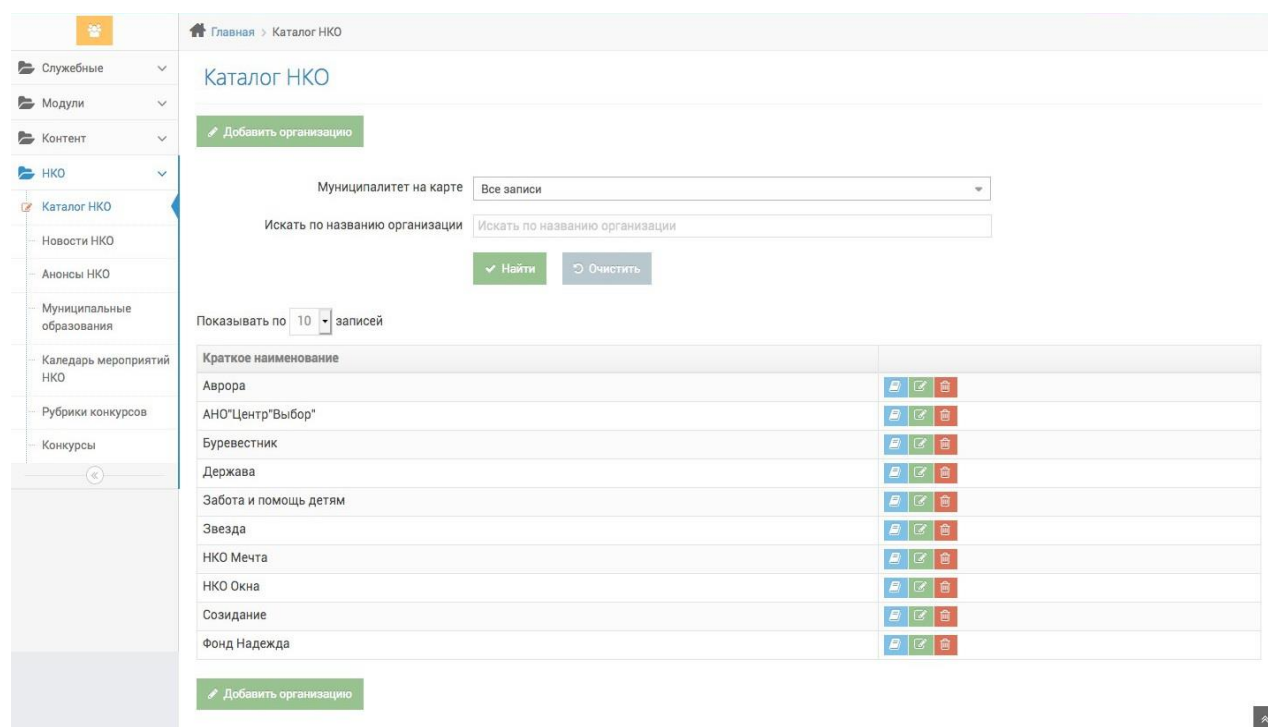 Главная > Каталог НКО
Служебные
Модули
Контент
НКО
Каталог НКО
Новости НКО
Анонсы НКО
Муниципальные
образования
Каледарь мероприятий
НКО
Рубрики конкурсов
Конкурсы
Каталог НКО
Добавить организацию
Муниципалитет на карте Все записи
Искать по названию организации Искать по названию организации
Найти Очистить
Показывать по 10 записей
Краткое наименование
Аврора
АНО"Центр"Выбор"
Буревестник
Держава
Забота и помощь детям
Звезда
НКО Мечта
НКО Окна
Созидание
Фонд Надежда
Добавить организацию